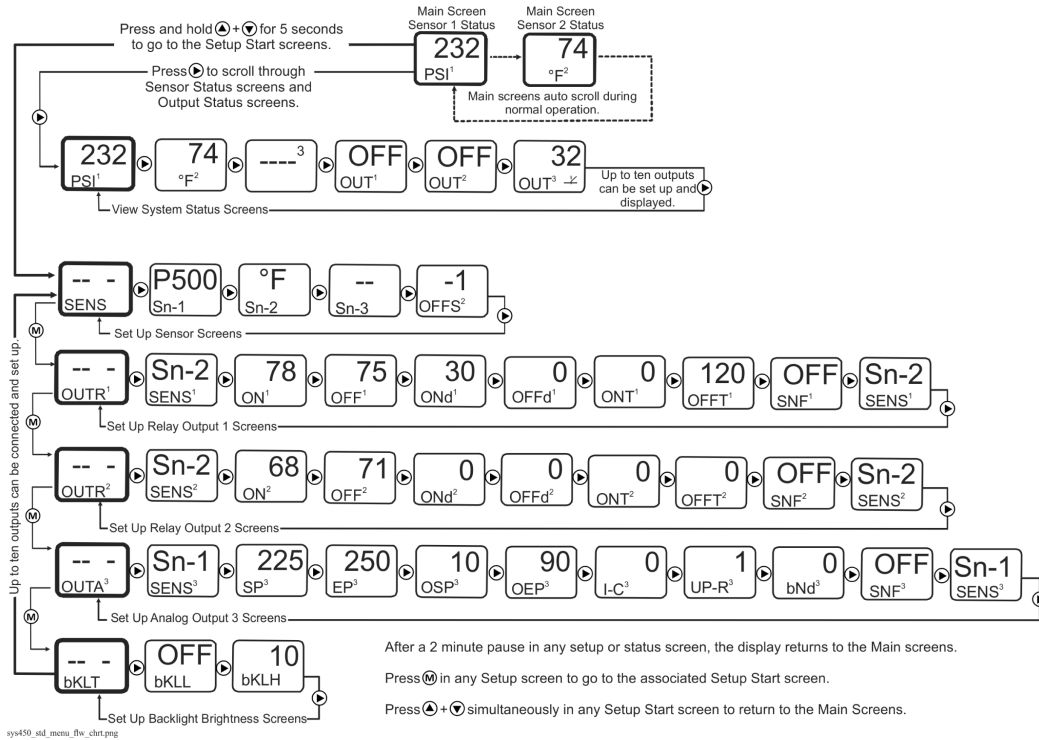 Press and hold ▲+▼ for 5 seconds
to go to the Setup Start screens.
Main Screen
Sensor 1 Status
Main Screen
Sensor 2 Status
232
PSI¹
74
°F²
Press ▶ to scroll through
Sensor Status screens and
Output Status screens.
Main screens auto scroll during
normal operation.
232
PSI¹
74
°F²
----³
OFF
OUT¹
OFF
OUT²
32
OUT³
Up to ten outputs
can be set up and
displayed.
View System Status Screens
Up to ten outputs can be connected and set up.
-- -
SENS
P500
Sn-1
°F
Sn-2
--
Sn-3
-1
OFFS²
Set Up Sensor Screens
M
-- -
OUTR¹
Sn-2
SENS¹
78
ON¹
75
OFF¹
30
ONd¹
0
OFFd¹
0
ONT¹
120
OFFT¹
OFF
SNF¹
Sn-2
SENS¹
Set Up Relay Output 1 Screens
M
-- -
OUTR²
Sn-2
SENS²
68
ON²
71
OFF²
0
ONd²
0
OFFd²
0
ONT²
0
OFFT²
OFF
SNF²
Sn-2
SENS²
Set Up Relay Output 2 Screens
M
-- -
OUTA³
Sn-1
SENS³
225
SP³
250
EP³
10
OSP³
90
OEP³
0
I-C³
1
UP-R³
0
bNd³
OFF
SNF³
Sn-1
SENS³
Set Up Analog Output 3 Screens
M
-- -
bKLT
OFF
bKLL
10
bKLH
Set Up Backlight Brightness Screens
After a 2 minute pause in any setup or status screen, the display returns to the Main screens.
Press M in any Setup screen to go to the associated Setup Start screen.
Press ▲+▼ simultaneously in any Setup Start screen to return to the Main Screens.
sys450_std_menu_flw_chrt.png